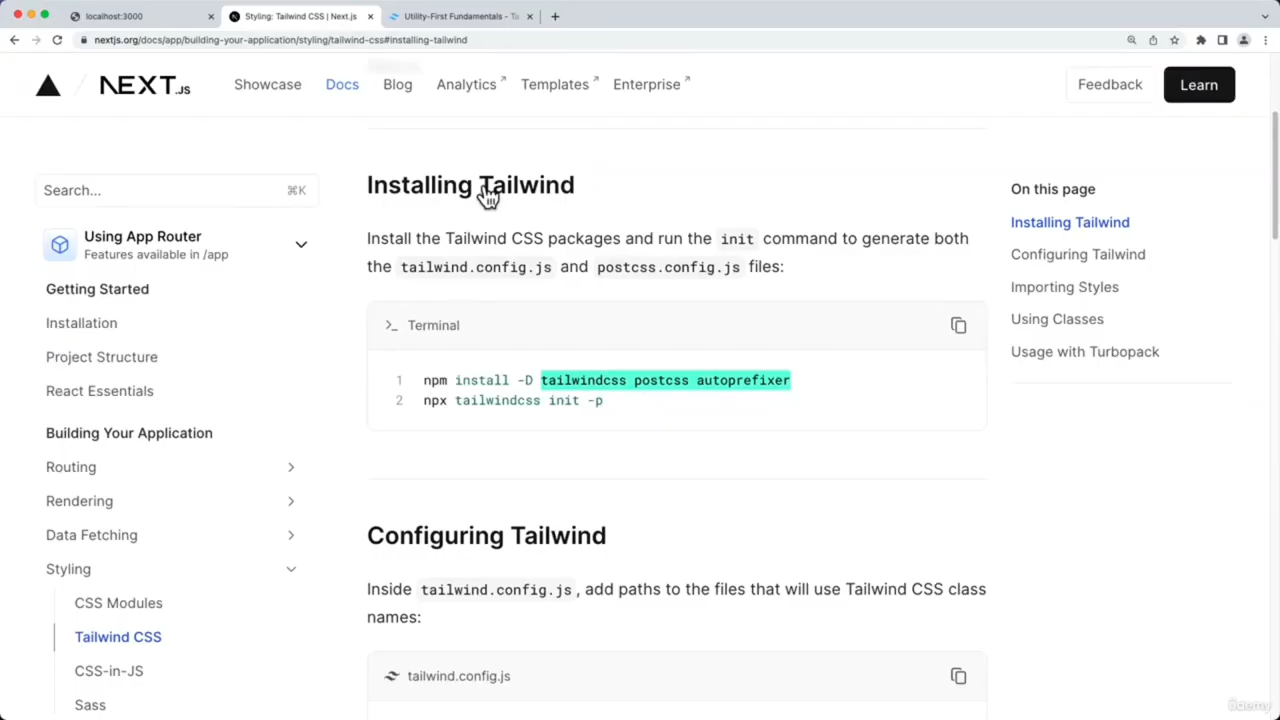 localhost:3000
Styling: Tailwind CSS | Next.js
Utility-First Fundamentals - Ta
nextjs.org/docs/app/building-your-application/styling/tailwind-css#installing-tailwind
NEXT.JS
Showcase
Docs
Blog
Analytics
Templates
Enterprise
Feedback
Learn
Search...
⌘K
Using App Router
Features available in /app
Getting Started
Installation
Project Structure
React Essentials
Building Your Application
Routing
Rendering
Data Fetching
Styling
CSS Modules
Tailwind CSS
CSS-in-JS
Sass
Installing Tailwind
Install the Tailwind CSS packages and run the init command to generate both
the tailwind.config.js and postcss.config.js files:
Terminal
1 npm install -D tailwindcss postcss autoprefixer
2 npx tailwindcss init -p
Configuring Tailwind
Inside tailwind.config.js, add paths to the files that will use Tailwind CSS class
names:
tailwind.config.js
On this page
Installing Tailwind
Configuring Tailwind
Importing Styles
Using Classes
Usage with Turbopack
ûdemy